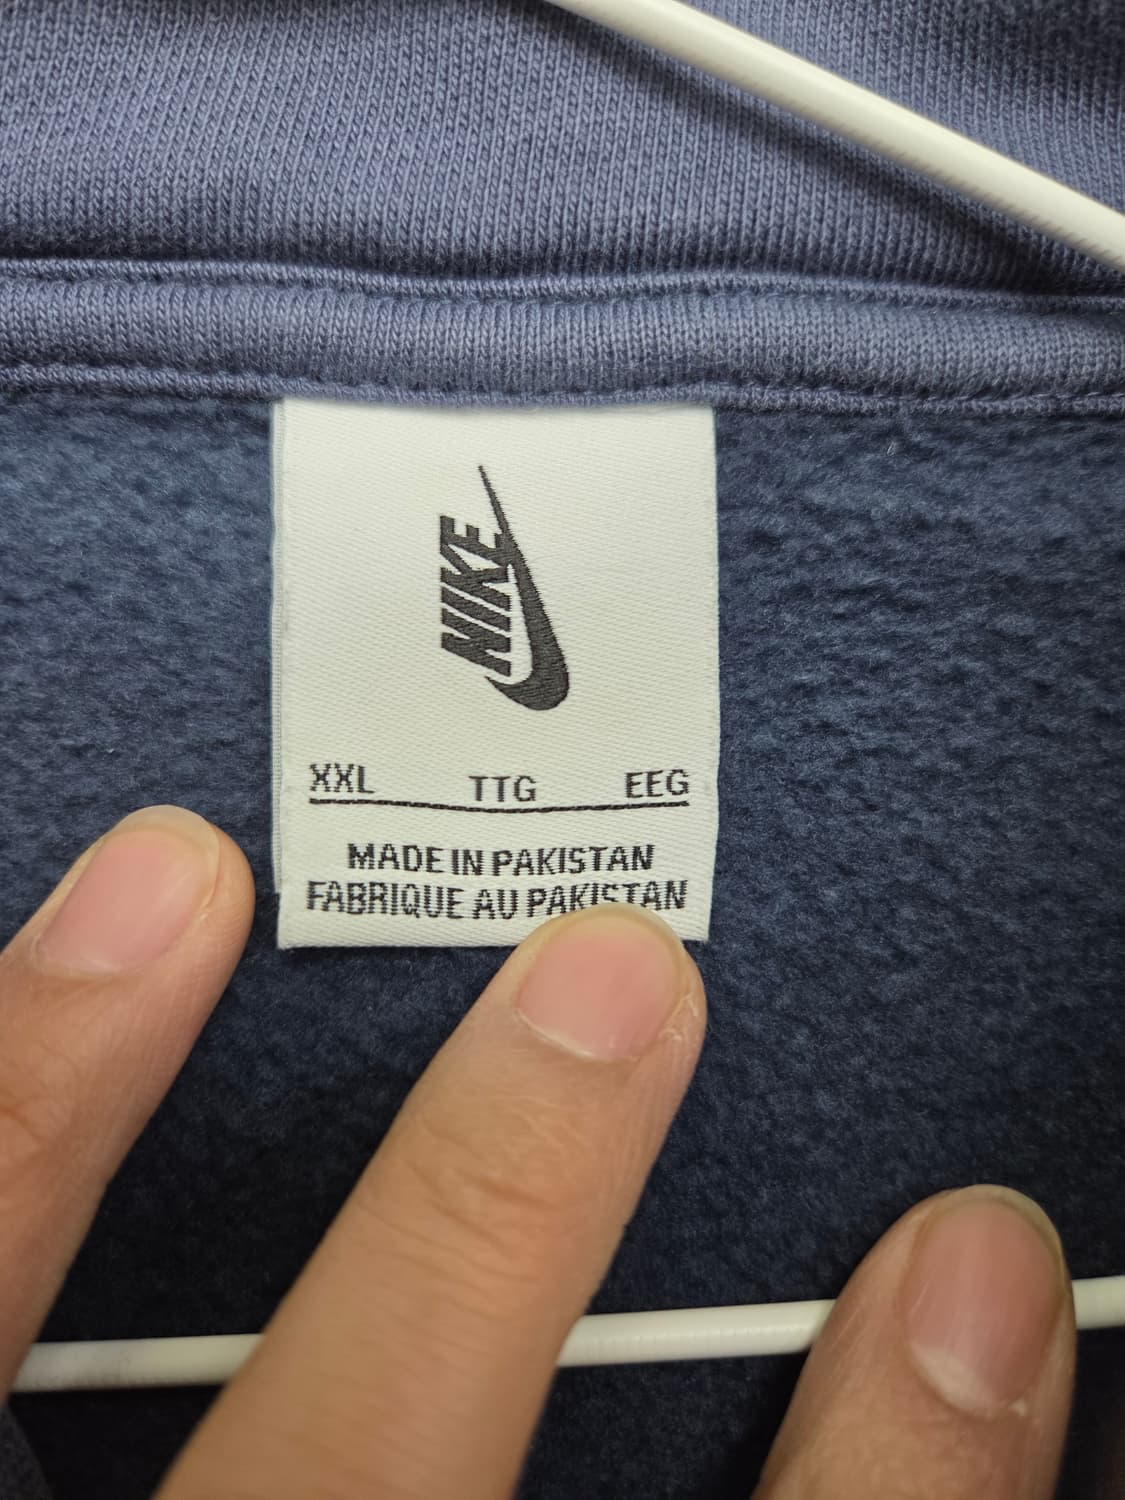 NIKE
XXL TTG EEG
MADE IN PAKISTAN
FABRIQUE AU PAKISTAN